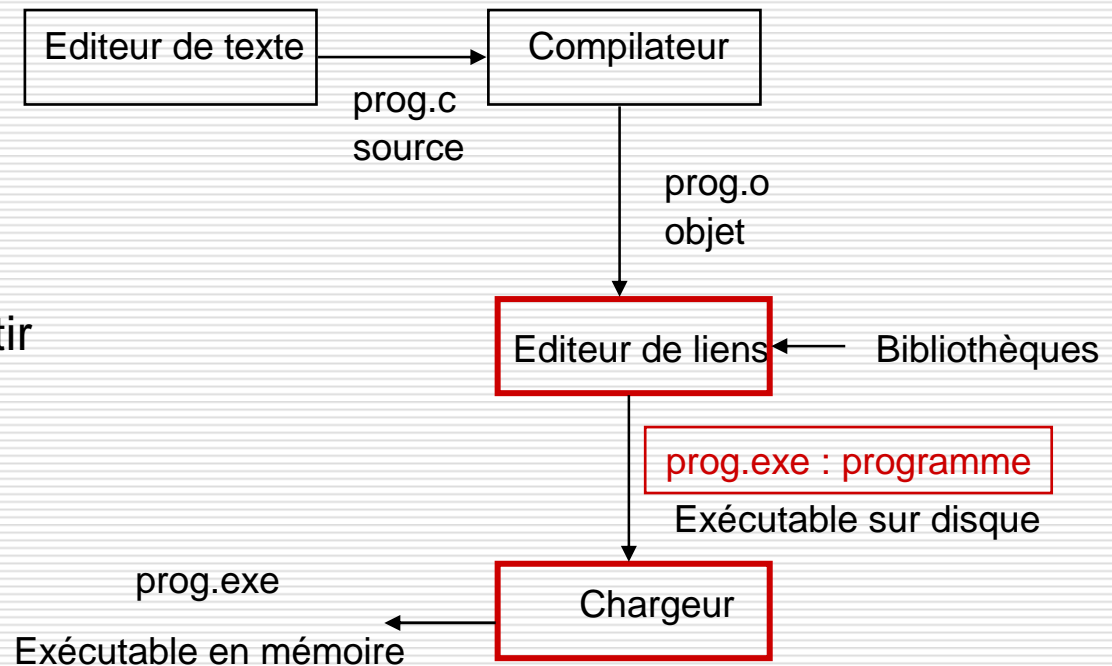 Editeur de texte
Compilateur
prog.c
source
prog.o
objet
tir
Editeur de liens
Bibliothèques
prog.exe : programme
Exécutable sur disque
Chargeur
prog.exe
Exécutable en mémoire